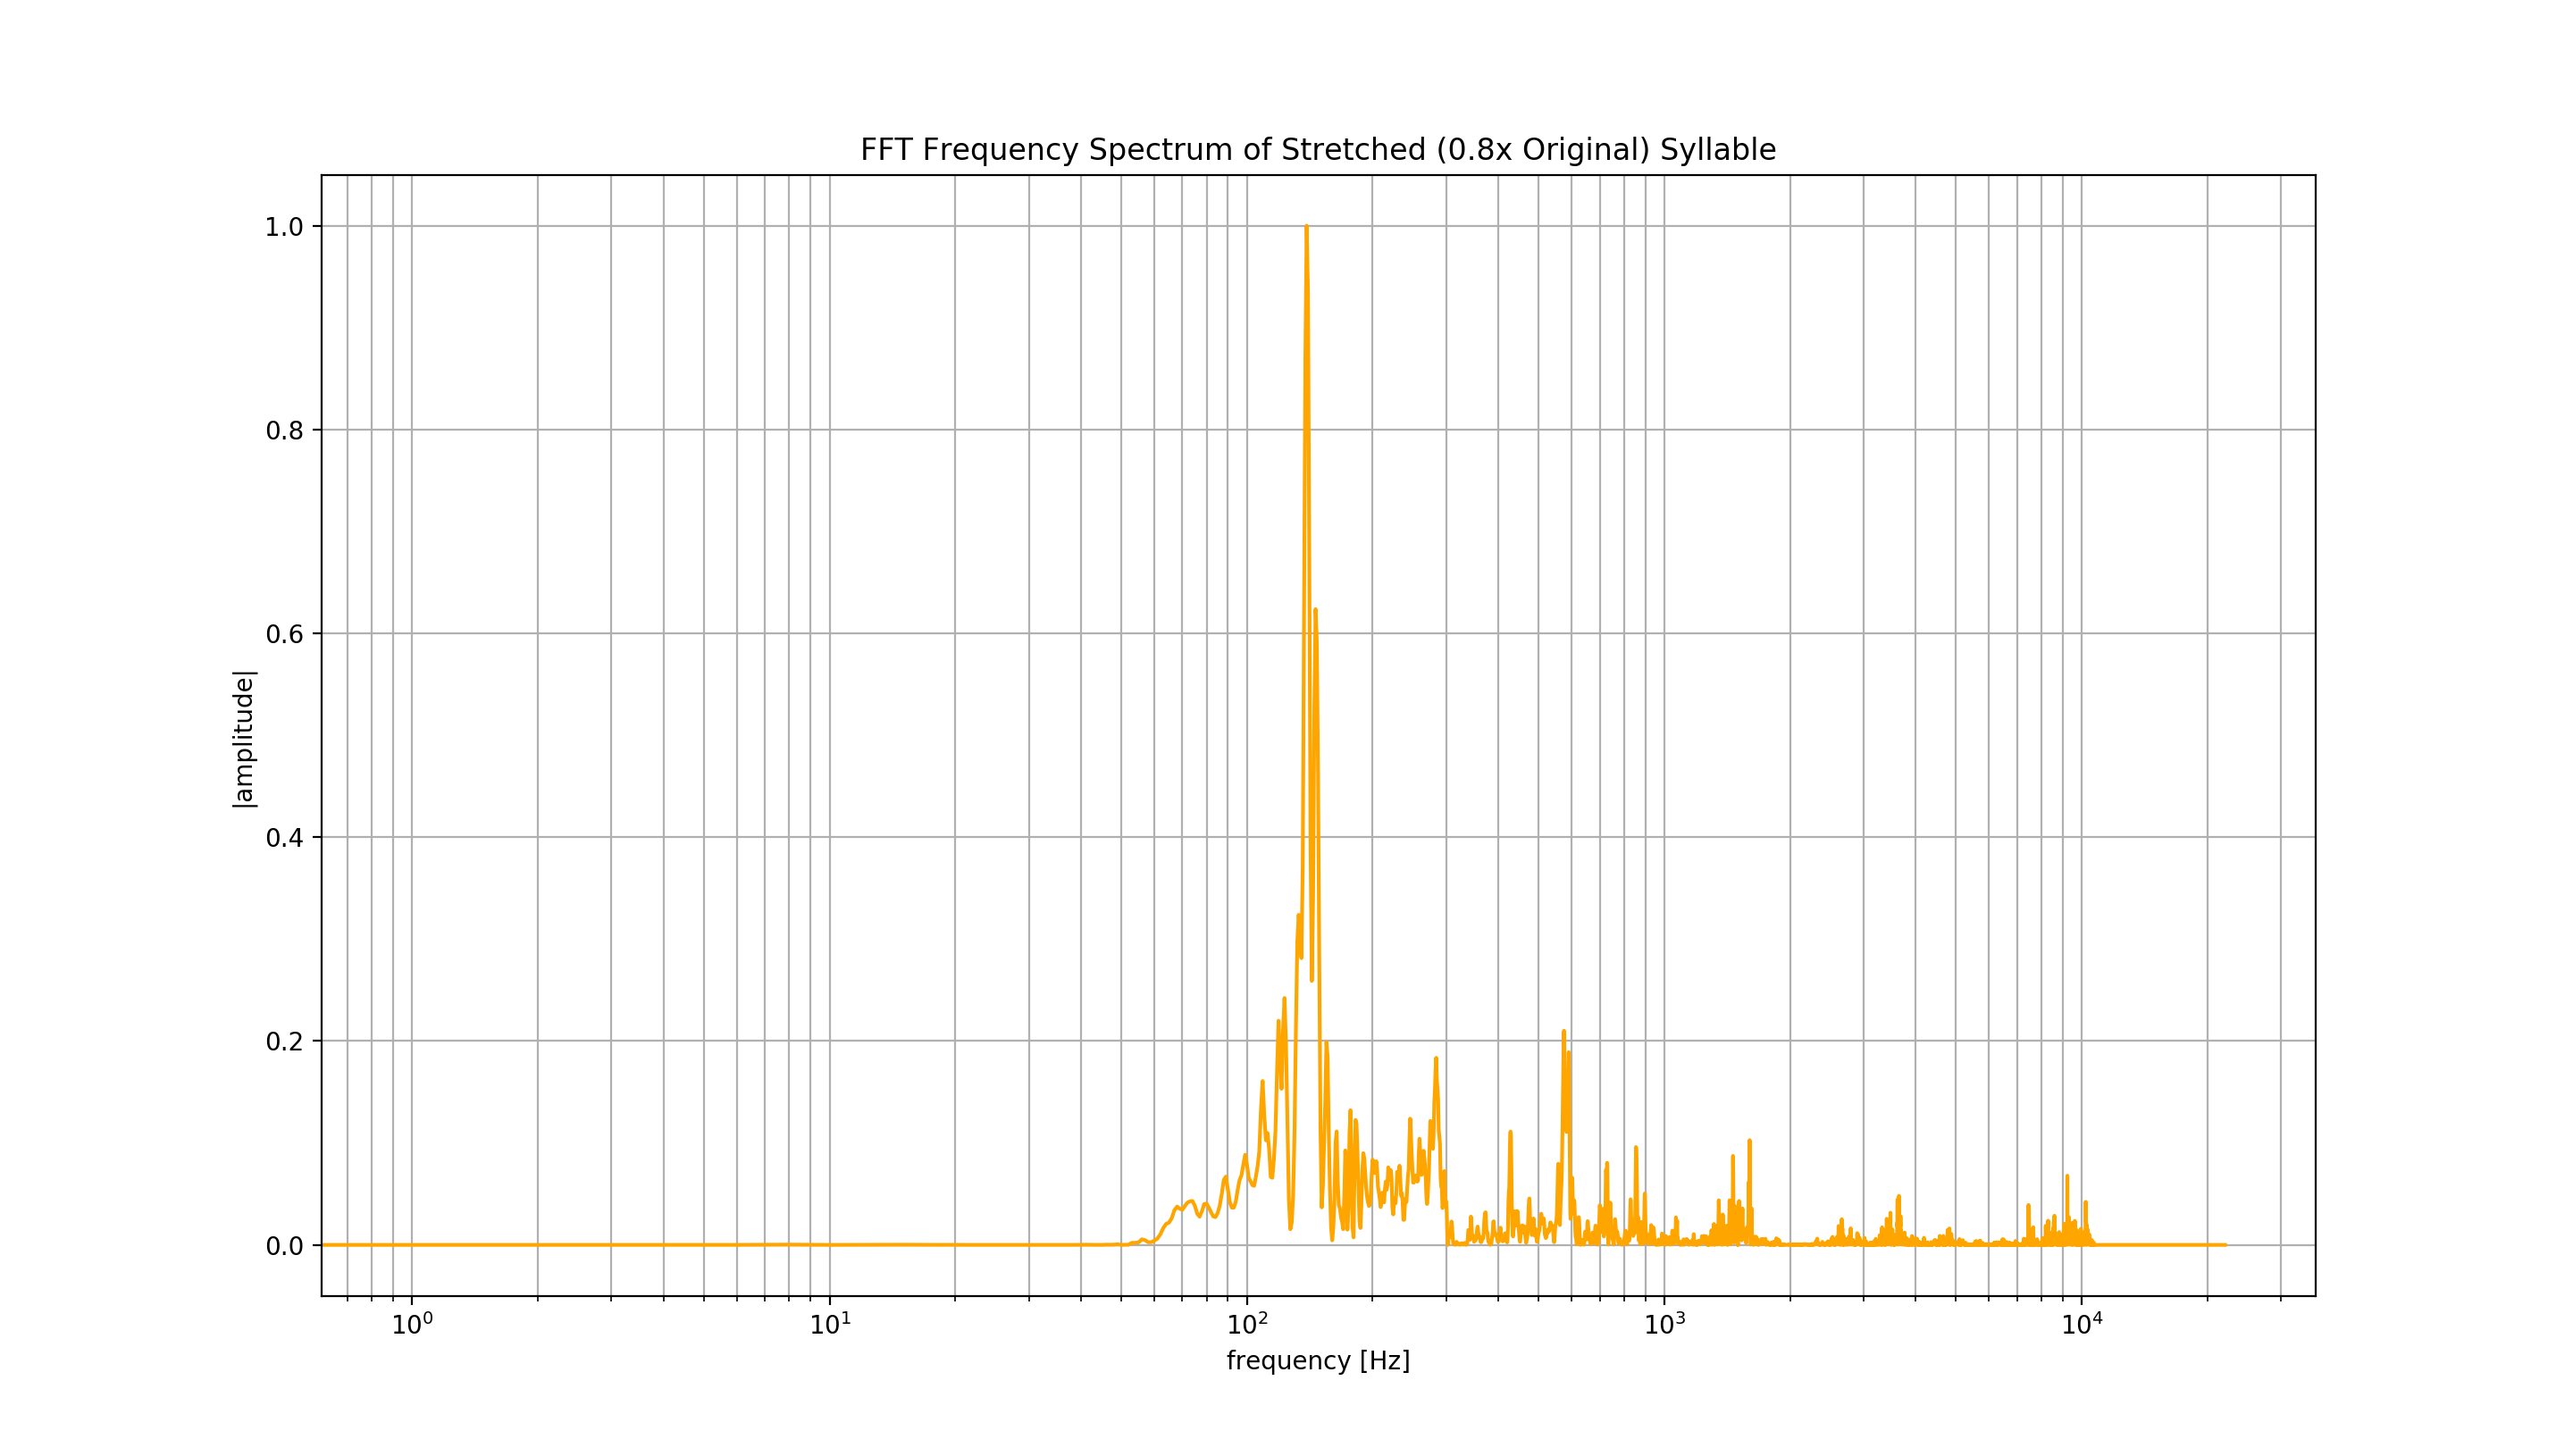 FFT Frequency Spectrum of Stretched (0.8x Original) Syllable
1.0
0.8
0.6
0.4
0.2
0.0
|amplitude|
10⁰ 10¹ 10² 10³ 10⁴
frequency [Hz]